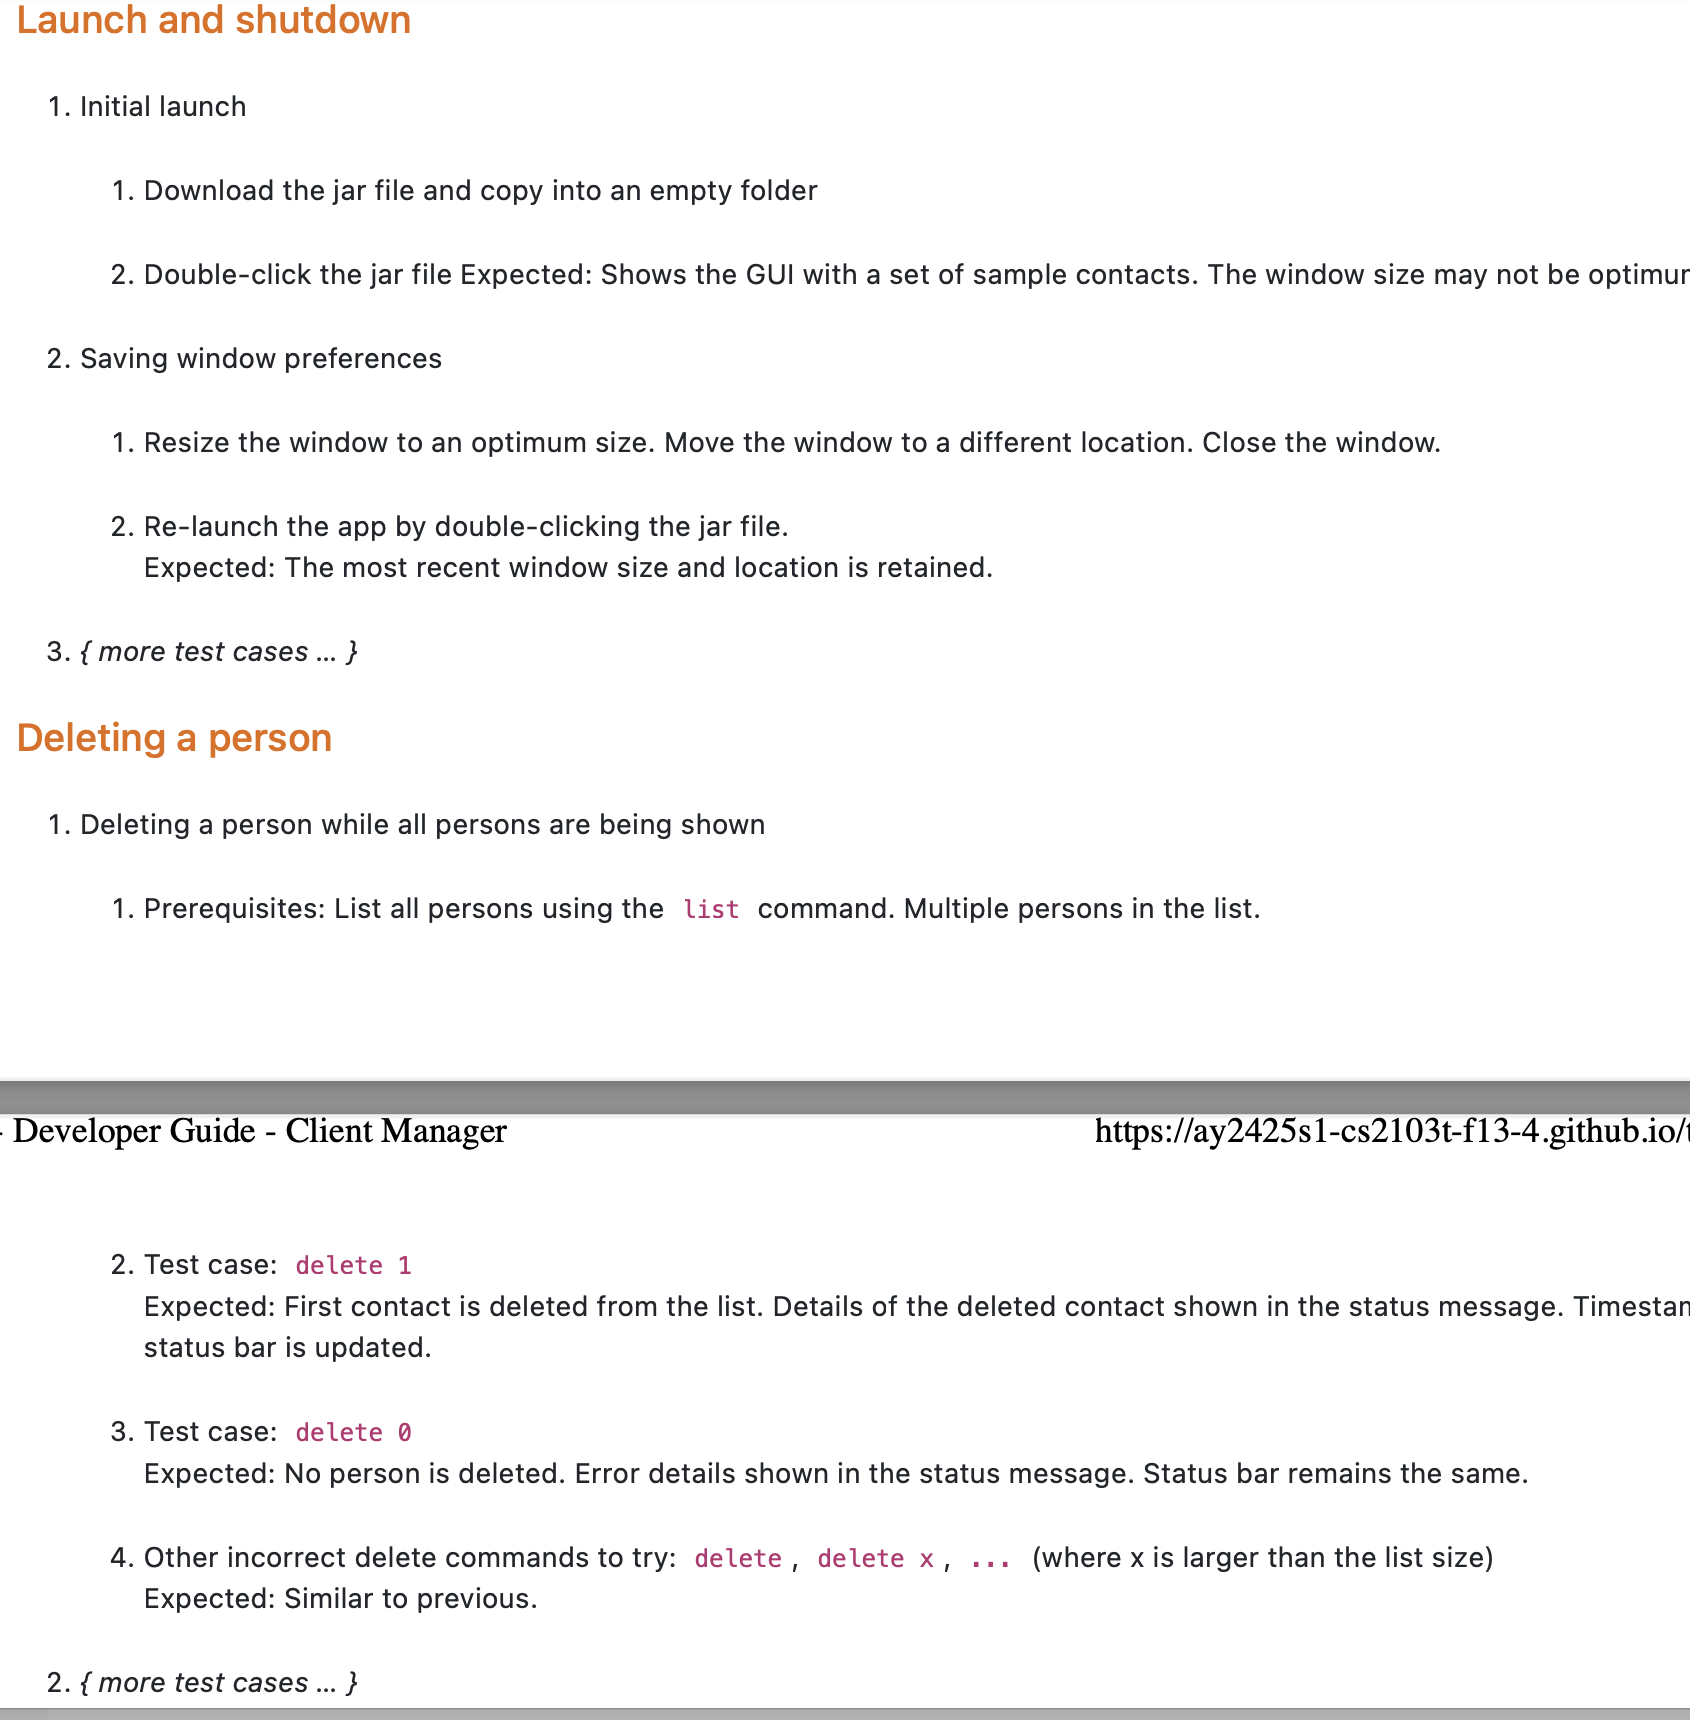 Launch and shutdown
1. Initial launch
1. Download the jar file and copy into an empty folder
2. Double-click the jar file Expected: Shows the GUI with a set of sample contacts. The window size may not be
2. Saving window preferences
1. Resize the window to an optimum size. Move the window to a different location. Close the window.
2. Re-launch the app by double-clicking the jar file.
Expected: The most recent window size and location is retained.
3. { more test cases … }
Deleting a person
1. Deleting a person while all persons are being shown
1. Prerequisites: List all persons using the list command. Multiple persons in the list.
- Developer Guide - Client Manager
https://ay2425s1-cs2103t-f13-4.github.io/
2. Test case: delete 1
Expected: First contact is deleted from the list. Details of the deleted contact shown in the status message.
status bar is updated.
3. Test case: delete 0
Expected: No person is deleted. Error details shown in the status message. Status bar remains the same.
4. Other incorrect delete commands to try: delete, delete x, ... (where x is larger than the list size)
Expected: Similar to previous.
2. { more test cases … }